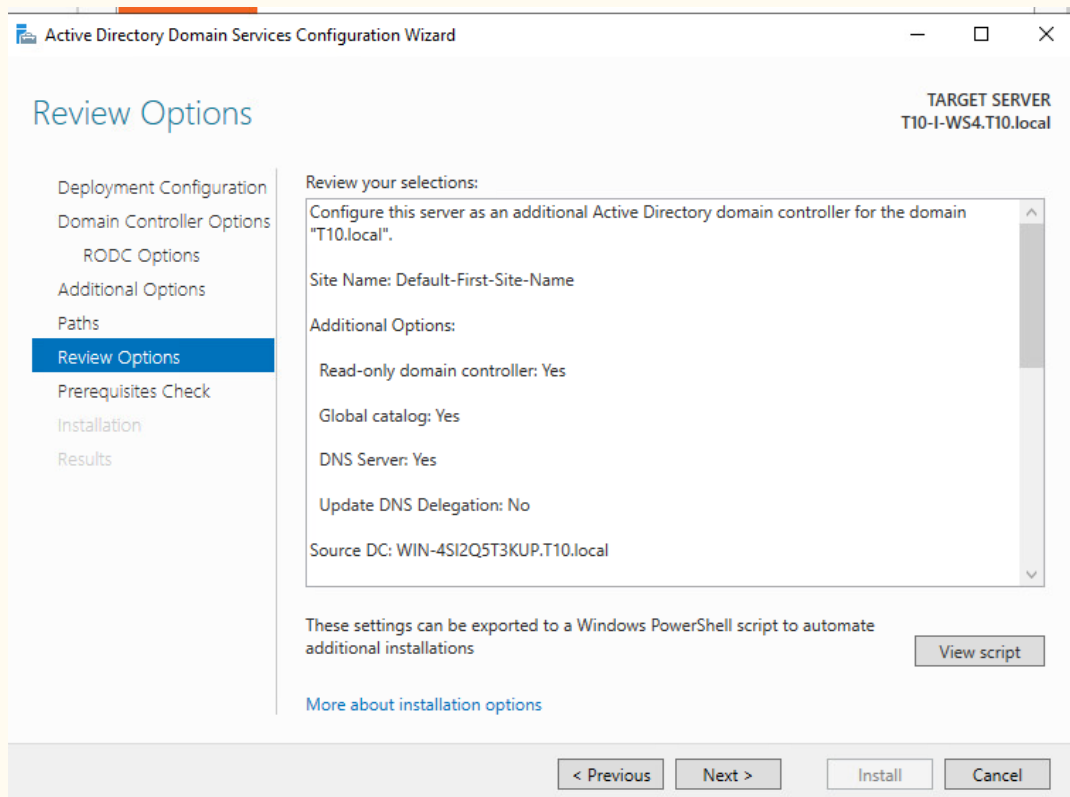 Active Directory Domain Services Configuration Wizard
Review Options
TARGET SERVER
T10-I-WS4.T10.local
Deployment Configuration
Domain Controller Options
RODC Options
Additional Options
Paths
Review Options
Prerequisites Check
Installation
Results
Review your selections:
Configure this server as an additional Active Directory domain controller for the domain
"T10.local".
Site Name: Default-First-Site-Name
Additional Options:
Read-only domain controller: Yes
Global catalog: Yes
DNS Server: Yes
Update DNS Delegation: No
Source DC: WIN-4SI2Q5T3KUP.T10.local
These settings can be exported to a Windows PowerShell script to automate
additional installations
View script
More about installation options
< Previous
Next >
Install
Cancel